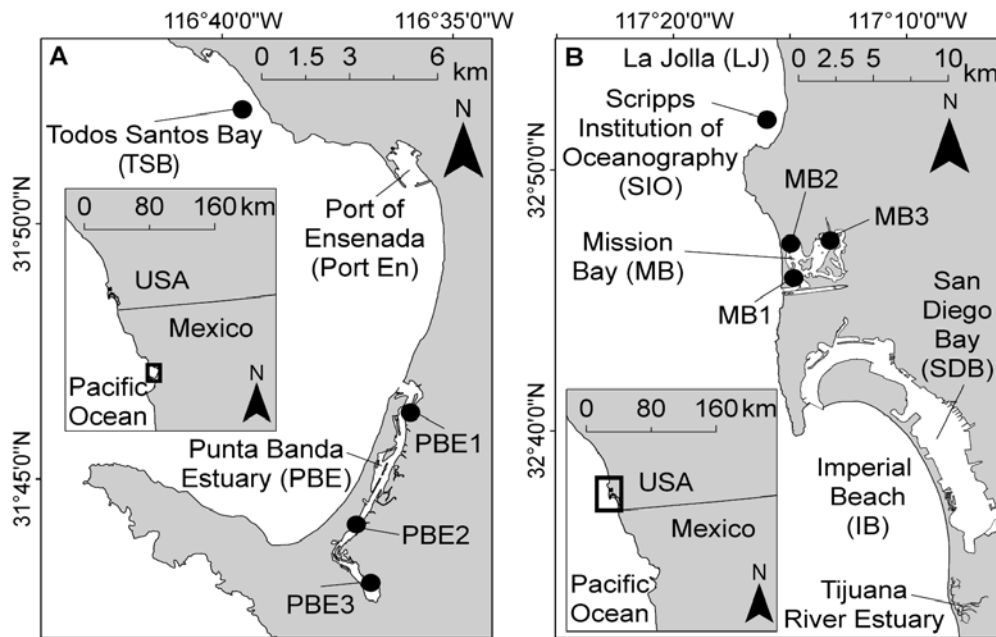 116°40'0"W
116°35'0"W
A
0 1.5 3 6
km
N
Todos Santos Bay
(TSB)
Port of
Ensenada
(Port En)
31°50'0"N
0 80 160 km
USA
Mexico
N
Pacific
Ocean
PBE1
Punta Banda
Estuary (PBE)
31°45'0"N
PBE2
PBE3
117°20'0"W
117°10'0"W
B
La Jolla (LJ)
0 2.5 5 10
km
N
Scripps
Institution of
Oceanography
(SIO)
32°50'0"N
MB2
MB3
Mission
Bay (MB)
MB1
San
Diego
Bay
(SDB)
32°40'0"N
0 80 160 km
USA
Mexico
N
Pacific
Ocean
Imperial
Beach
(IB)
Tijuana
River Estuary